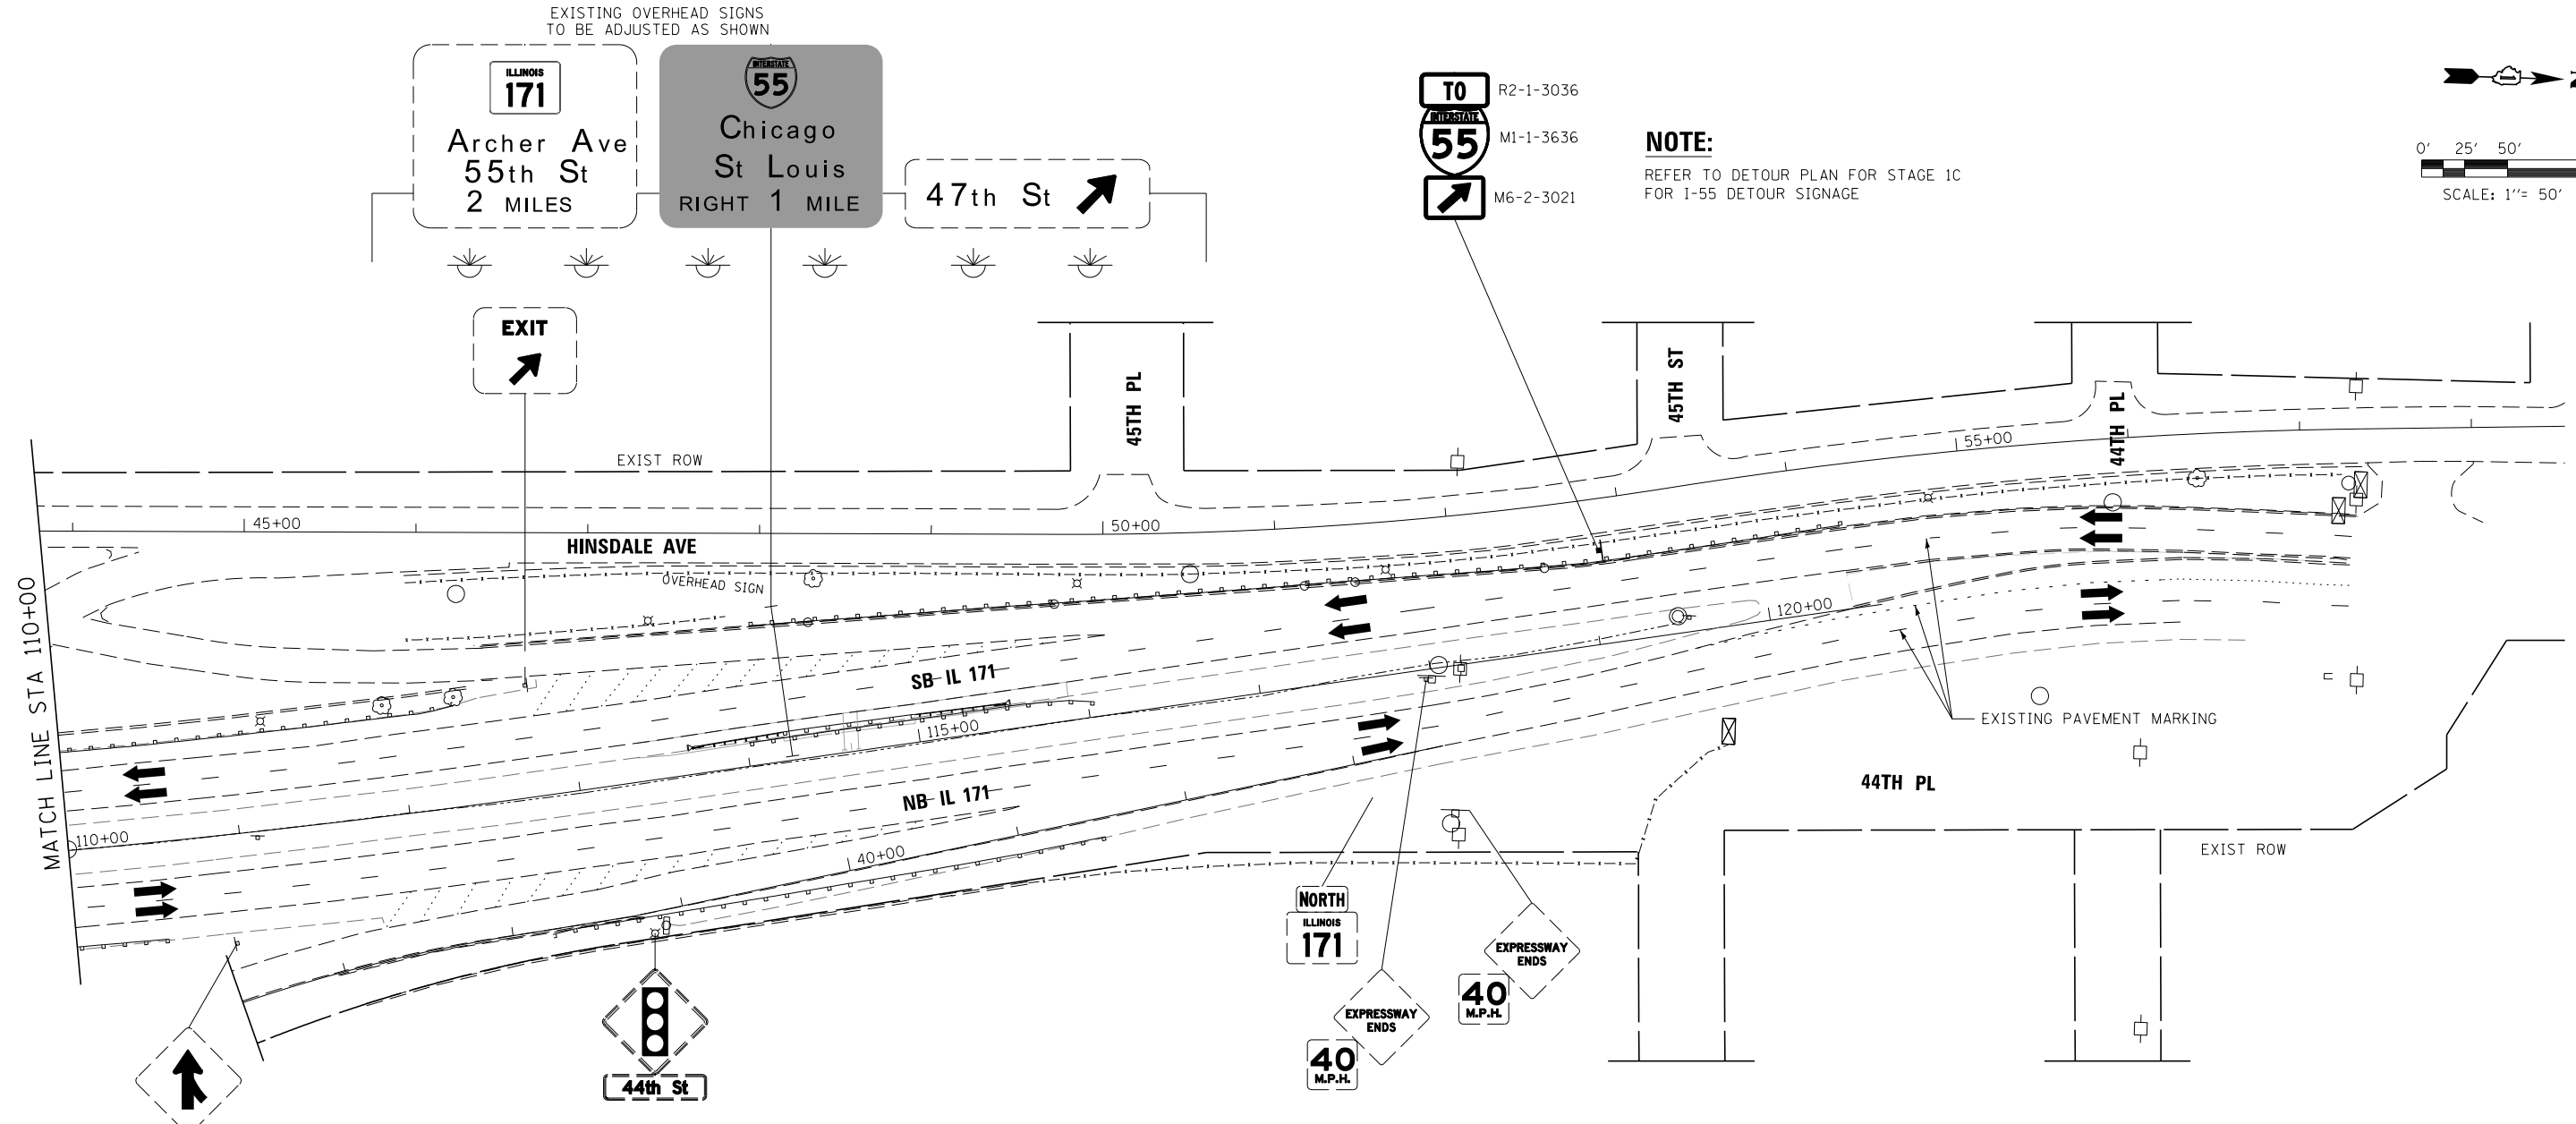 EXISTING OVERHEAD SIGNS
TO BE ADJUSTED AS SHOWN
ILLINOIS
171
Archer Ave
55th St
2 MILES
INTERSTATE
55
Chicago
St Louis
RIGHT 1 MILE
47th St
EXIT
TO
R2-1-3036
INTERSTATE
55
M1-1-3636
M6-2-3021
NOTE:
REFER TO DETOUR PLAN FOR STAGE 1C
FOR I-55 DETOUR SIGNAGE
0' 25' 50'
SCALE: 1"= 50'
45TH PL
45TH ST
44TH PL
EXIST ROW
45+00
50+00
55+00
HINSDALE AVE
OVERHEAD SIGN
MATCH LINE STA 110+00
SB IL 171
115+00
120+00
NB IL 171
110+00
40+00
EXISTING PAVEMENT MARKING
44TH PL
EXIST ROW
NORTH
ILLINOIS
171
EXPRESSWAY
ENDS
40
M.P.H.
EXPRESSWAY
ENDS
40
M.P.H.
44th St